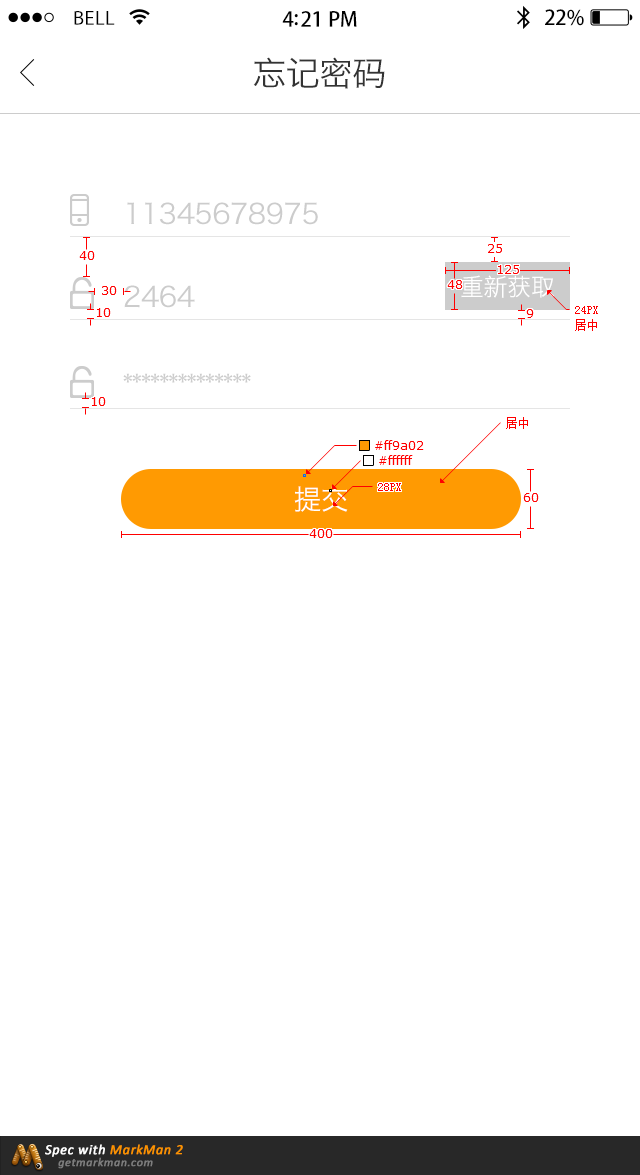 BELL 4:21 PM 22%
忘记密码
11345678975
40 25
125
48 重新获取
30 2464
10 9 24PX
居中
**************
10
居中
#ff9a02
#ffffff
28PX
提交 60
400
Spec with MarkMan 2
getmarkman.com